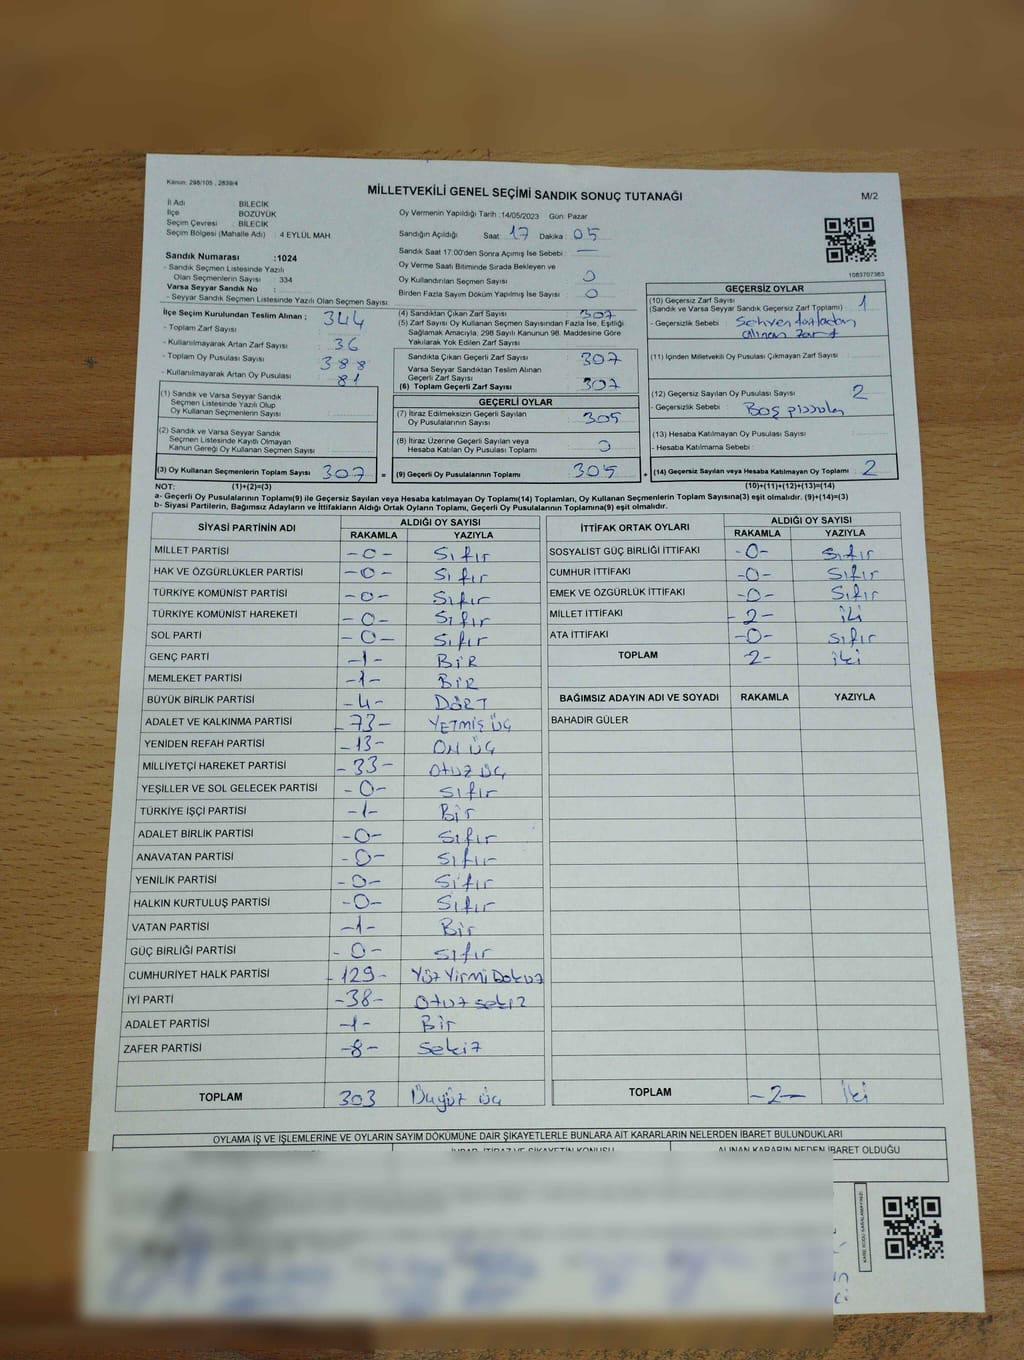 Kanun: 298/105 , 2839/4
MİLLETVEKİLİ GENEL SEÇİMİ SANDIK SONUÇ TUTANAĞI
M/2
İl Adı BİLECİK
İlçe BOZÜYÜK
Seçim Çevresi BİLECİK
Seçim Bölgesi (Mahalle Adı) : 4 EYLÜL MAH.
Sandık Numarası :1024
- Sandık Seçmen Listesinde Yazılı
Olan Seçmenlerin Sayısı : 334
Varsa Seyyar Sandık No :
- Seyyar Sandık Seçmen Listesinde Yazılı Olan Seçmen Sayısı:
Oy Vermenin Yapıldığı Tarih :14/05/2023 Gün: Pazar
Sandığın Açıldığı Saat: 17 Dakika: 05
Sandık Saat 17:00'den Sonra Açılmış İse Sebebi : —
Oy Verme Saati Bitiminde Sırada Bekleyen ve
Oy Kullandırılan Seçmen Sayısı : 0
Birden Fazla Sayım Döküm Yapılmış İse Sayısı : 0
1083707363
İlçe Seçim Kurulundan Teslim Alınan ; 344
- Toplam Zarf Sayısı
- Kullanılmayarak Artan Zarf Sayısı : 36
- Toplam Oy Pusulası Sayısı : 388
- Kullanılmayarak Artan Oy Pusulası : 81
(1) Sandık ve Varsa Seyyar Sandık
Seçmen Listesinde Yazılı Olup
Oy Kullanan Seçmenlerin Sayısı :
(2) Sandık ve Varsa Seyyar Sandık
Seçmen Listesinde Kayıtlı Olmayan
Kanun Gereği Oy Kullanan Seçmen Sayısı :
(3) Oy Kullanan Seçmenlerin Toplam Sayısı 307 =
(4) Sandıktan Çıkan Zarf Sayısı : 307
(5) Zarf Sayısı Oy Kullanan Seçmen Sayısından Fazla İse, Eşitliği
Sağlamak Amacıyla, 298 Sayılı Kanunun 98. Maddesine Göre
Yakılarak Yok Edilen Zarf Sayısı :
Sandıkta Çıkan Geçerli Zarf Sayısı : 307
Varsa Seyyar Sandıktan Teslim Alınan
Geçerli Zarf Sayısı :
(6) Toplam Geçerli Zarf Sayısı : 307
GEÇERLİ OYLAR
(7) İtiraz Edilmeksizin Geçerli Sayılan
Oy Pusulalarının Sayısı : 305
(8) İtiraz Üzerine Geçerli Sayılan veya
Hesaba Katılan Oy Pusulası Toplamı : 0
(9) Geçerli Oy Pusulalarının Toplamı 305 +
GEÇERSİZ OYLAR
(10) Geçersiz Zarf Sayısı
(Sandık ve Varsa Seyyar Sandık Geçersiz Zarf Toplamı) : 1
- Geçersizlik Sebebi : Sehven fazladan
alınan zarf
(11) İçinden Milletvekili Oy Pusulası Çıkmayan Zarf Sayısı :
(12) Geçersiz Sayılan Oy Pusulası Sayısı : 2
- Geçersizlik Sebebi : Boş
(13) Hesaba Katılmayan Oy Pusulası Sayısı :
- Hesaba Katılmama Sebebi :
(14) Geçersiz Sayılan veya Hesaba Katılmayan Oy Toplamı 2
NOT: (1)+(2)=(3) (10)+(11)+(12)+(13)=(14)
a- Geçerli Oy Pusulalarının Toplamı(9) ile Geçersiz Sayılan veya Hesaba katılmayan Oy Toplamı(14) Toplamları, Oy Kullanan Seçmenlerin Toplam Sayısına(3) eşit olmalıdır. (9)+(14)=(3)
b- Siyasi Partilerin, Bağımsız Adayların ve İttifakların Aldığı Ortak Oyların Toplamı, Geçerli Oy Pusulalarının Toplamına(9) eşit olmalıdır.
SİYASİ PARTİNİN ADI ALDIĞI OY SAYISI
RAKAMLA YAZIYLA
MİLLET PARTİSİ -0- Sıfır
HAK VE ÖZGÜRLÜKLER PARTİSİ -0- Sıfır
TÜRKİYE KOMÜNİST PARTİSİ -0- Sıfır
TÜRKİYE KOMÜNİST HAREKETİ -0- Sıfır
SOL PARTİ -0- Sıfır
GENÇ PARTİ -1- BİR
MEMLEKET PARTİSİ -1- BİR
BÜYÜK BİRLİK PARTİSİ -4- DÖRT
ADALET VE KALKINMA PARTİSİ -73- YETMİŞ ÜÇ
YENİDEN REFAH PARTİSİ -13- ON ÜÇ
MİLLİYETÇİ HAREKET PARTİSİ -33- Otuz üç
YEŞİLLER VE SOL GELECEK PARTİSİ -0- Sıfır
TÜRKİYE İŞÇİ PARTİSİ -1- Bir
ADALET BİRLİK PARTİSİ -0- Sıfır
ANAVATAN PARTİSİ -0- Sıfır
YENİLİK PARTİSİ -0- Sıfır
HALKIN KURTULUŞ PARTİSİ -0- Sıfır
VATAN PARTİSİ -1- Bir
GÜÇ BİRLİĞİ PARTİSİ -0- Sıfır
CUMHURİYET HALK PARTİSİ -129- Yüz Yirmi Dokuz
İYİ PARTİ -38- Otuz sekiz
ADALET PARTİSİ -1- Bir
ZAFER PARTİSİ -8- Sekiz
TOPLAM 303 Üçyüz üç
İTTİFAK ORTAK OYLARI ALDIĞI OY SAYISI
RAKAMLA YAZIYLA
SOSYALİST GÜÇ BİRLİĞİ İTTİFAKI -0- Sıfır
CUMHUR İTTİFAKI -0- Sıfır
EMEK VE ÖZGÜRLÜK İTTİFAKI -0- Sıfır
MİLLET İTTİFAKI -2- iki
ATA İTTİFAKI -0- Sıfır
TOPLAM 2- iki
BAĞIMSIZ ADAYIN ADI VE SOYADI RAKAMLA YAZIYLA
BAHADIR GÜLER
TOPLAM -2- İki
OYLAMA İŞ VE İŞLEMLERİNE VE OYLARIN SAYIM DÖKÜMÜNE DAİR ŞİKAYETLERLE BUNLARA AİT KARARLARIN NELERDEN İBARET BULUNDUKLARI
İHBAR, İTİRAZ VE ŞİKAYETİN KONUSU ALINAN KARARIN NEDEN İBARET OLDUĞU